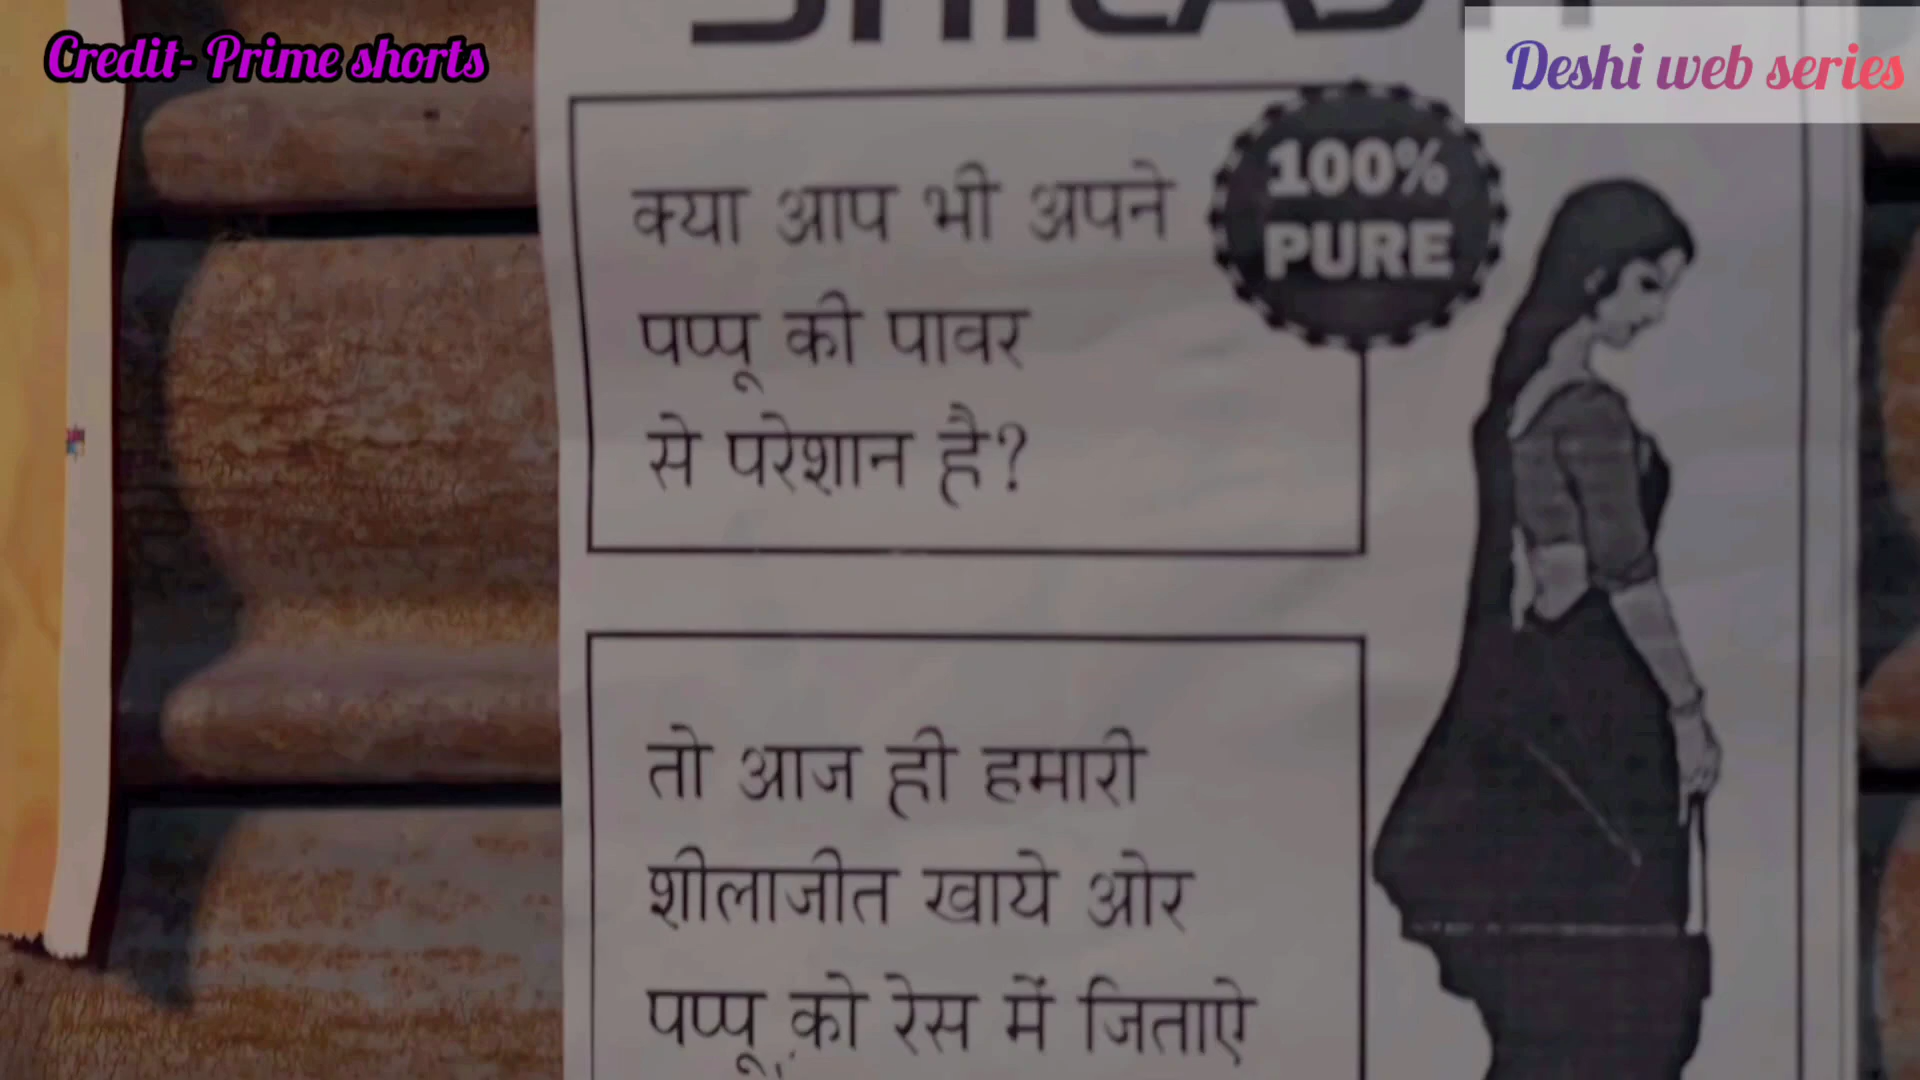 Credit- Prime shorts
Deshi web series
100%
PURE
क्या आप भी अपने
पप्पू की पावर
से परेशान है?
तो आज ही हमारी
शीलाजीत खाये ओर
पप्पू को रेस में जिताऐ